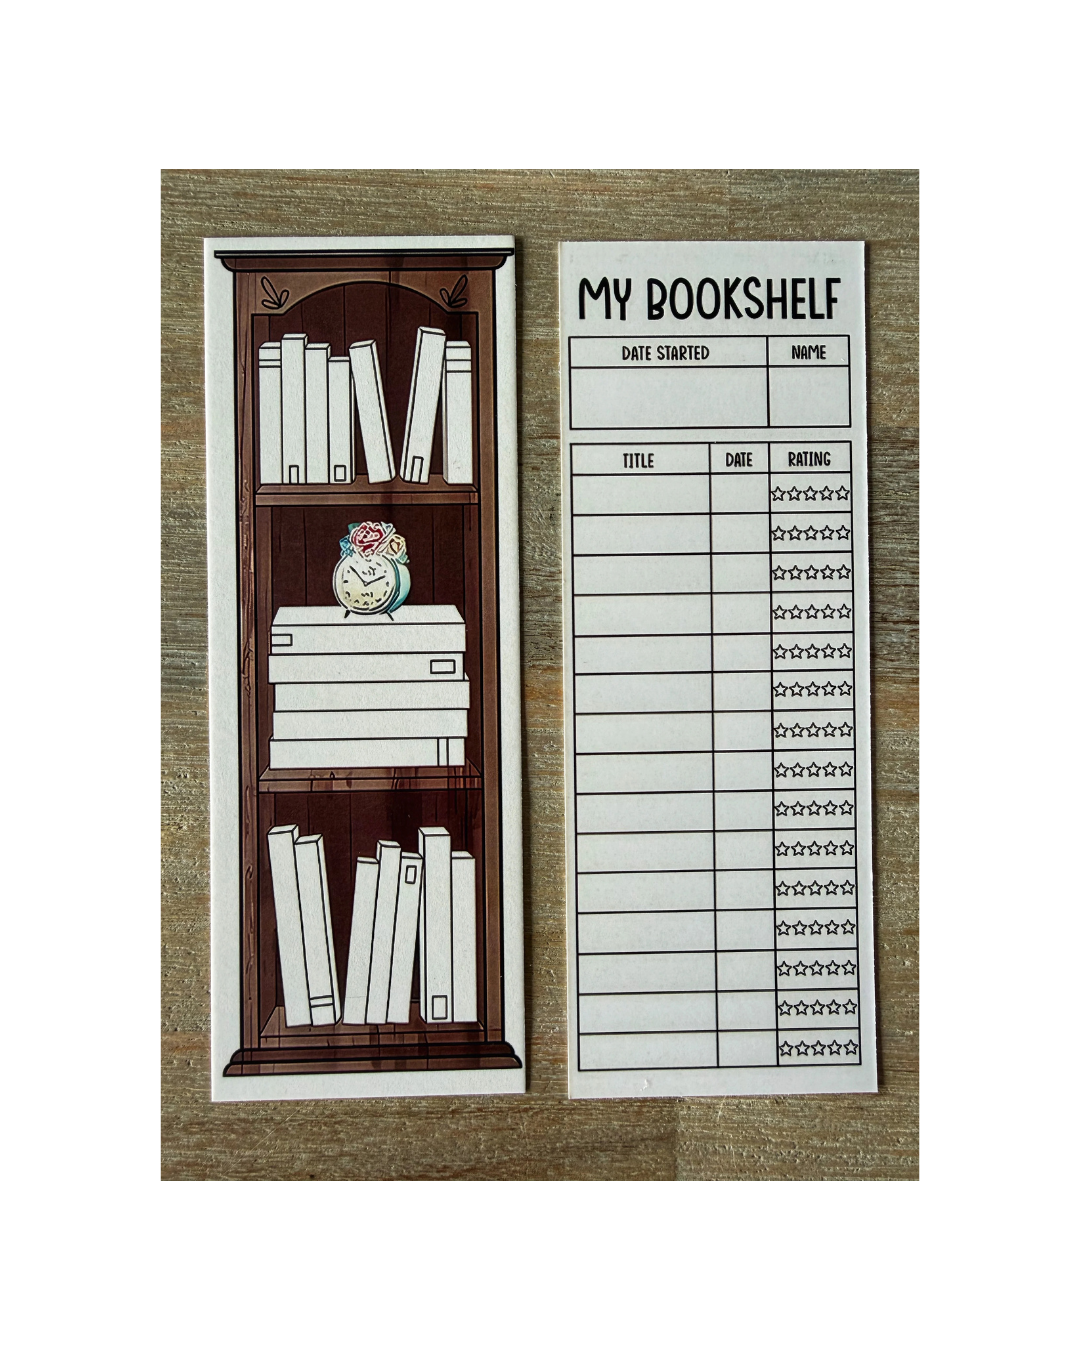 MY BOOKSHELF
DATE STARTED NAME
TITLE DATE RATING